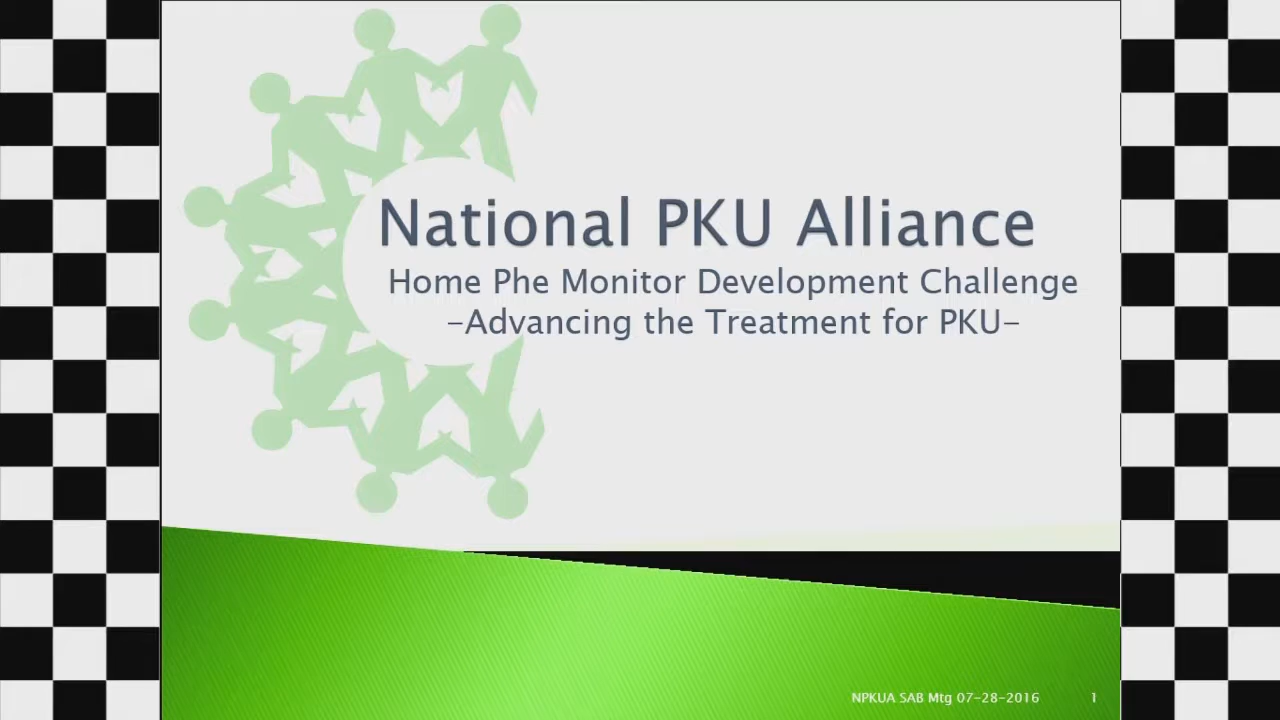 National PKU Alliance
Home Phe Monitor Development Challenge
-Advancing the Treatment for PKU-
NPKUA SAB Mtg 07-28-2016 1